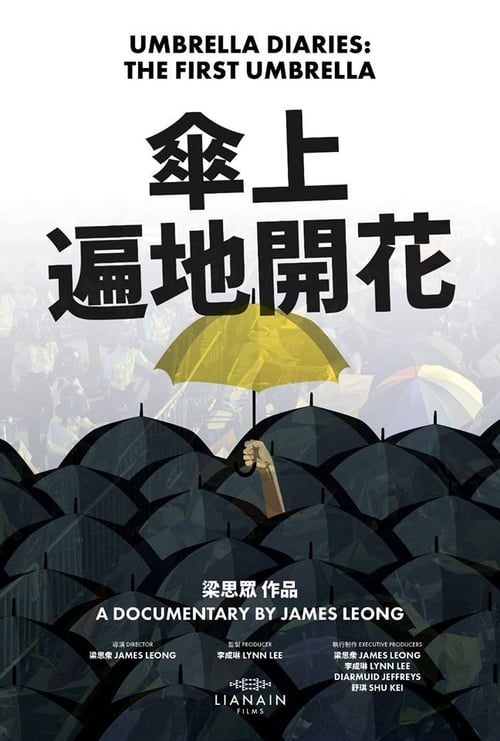 UMBRELLA DIARIES:
THE FIRST UMBRELLA
傘上
遍地開花
梁思眾 作品
A DOCUMENTARY BY JAMES LEONG
導演 DIRECTOR
梁思眾 JAMES LEONG
監製 PRODUCER
李成琳 LYNN LEE
執行制作 EXECUTIVE PRODUCERS
梁思眾 JAMES LEONG
李成琳 LYNN LEE
DIARMUID JEFFREYS
舒琪 SHU KEI
LIANAIN
FILMS